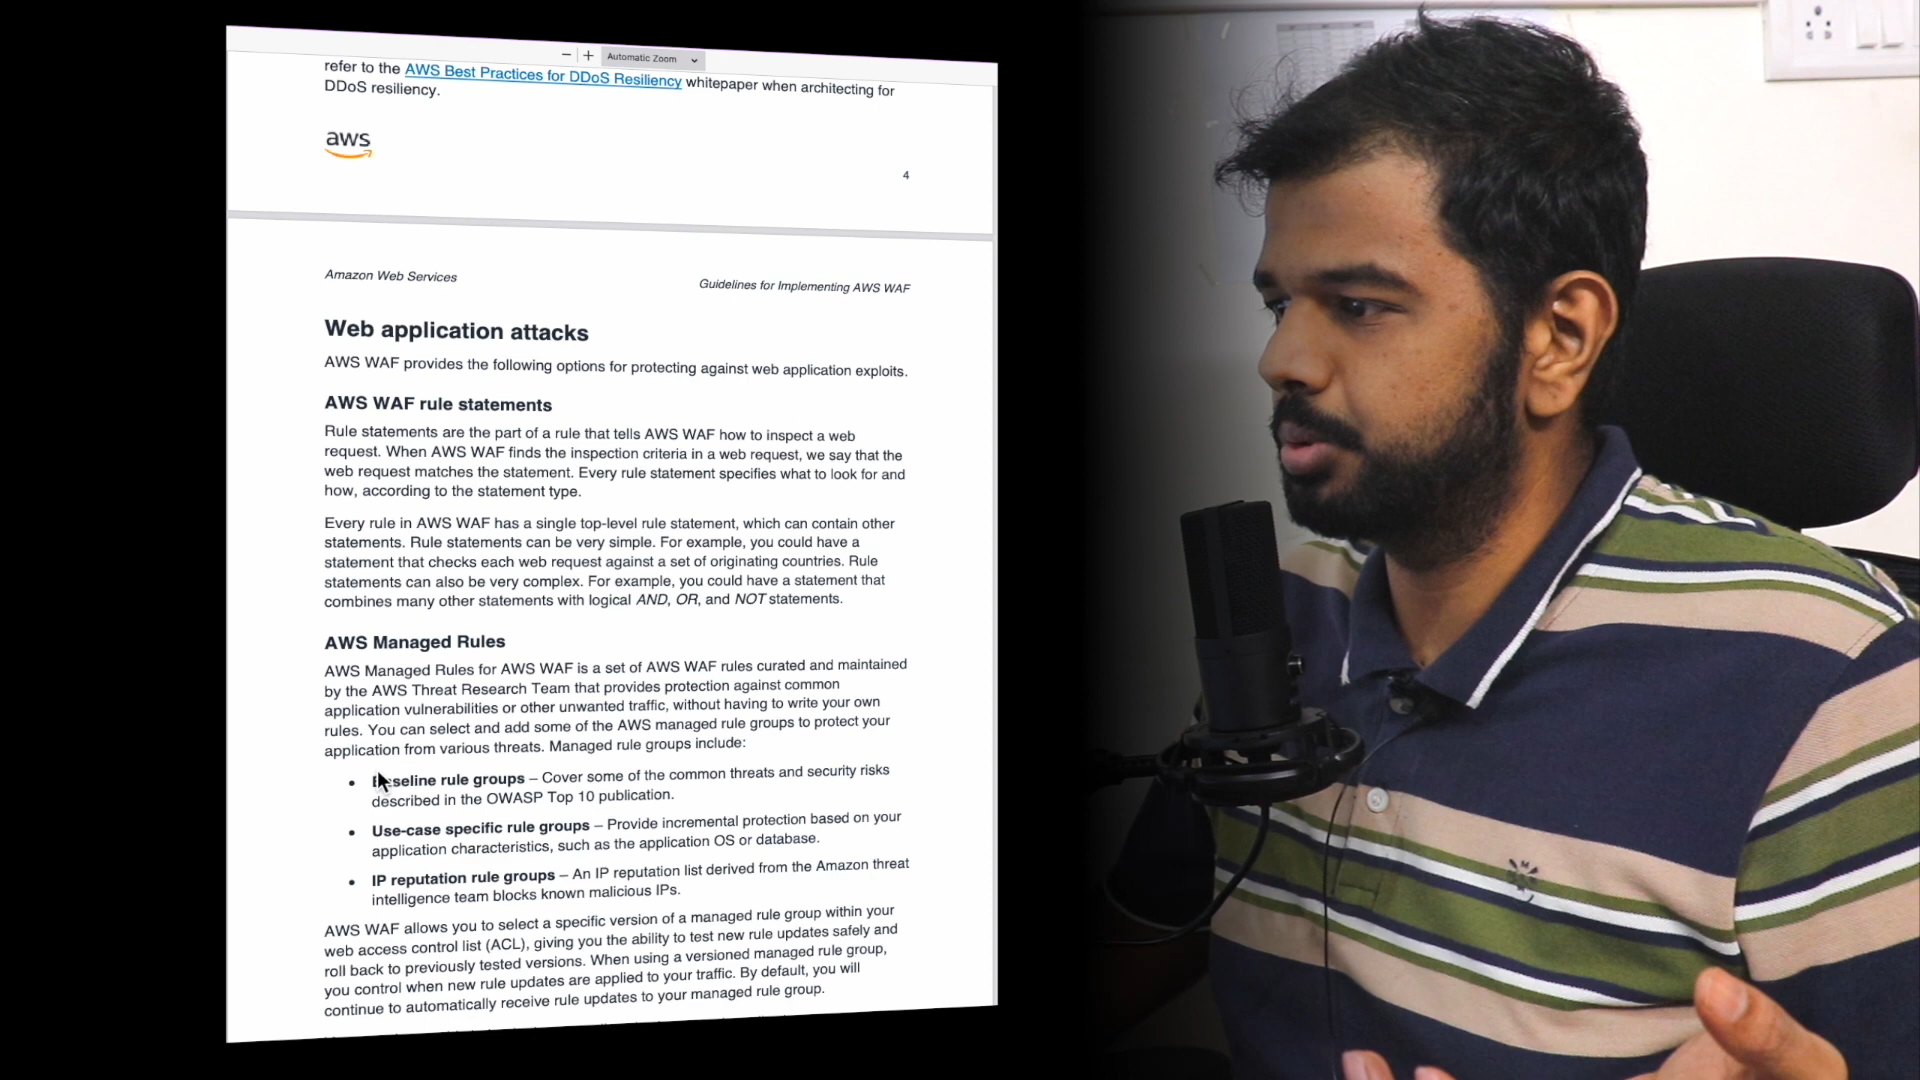 Automatic Zoom
refer to the AWS Best Practices for DDoS Resiliency whitepaper when architecting for
DDoS resiliency.
aws
4
Amazon Web Services
Guidelines for Implementing AWS WAF
Web application attacks
AWS WAF provides the following options for protecting against web application exploits.
AWS WAF rule statements
Rule statements are the part of a rule that tells AWS WAF how to inspect a web
request. When AWS WAF finds the inspection criteria in a web request, we say that the
web request matches the statement. Every rule statement specifies what to look for and
how, according to the statement type.
Every rule in AWS WAF has a single top-level rule statement, which can contain other
statements. Rule statements can be very simple. For example, you could have a
statement that checks each web request against a set of originating countries. Rule
statements can also be very complex. For example, you could have a statement that
combines many other statements with logical AND, OR, and NOT statements.
AWS Managed Rules
AWS Managed Rules for AWS WAF is a set of AWS WAF rules curated and maintained
by the AWS Threat Research Team that provides protection against common
application vulnerabilities or other unwanted traffic, without having to write your own
rules. You can select and add some of the AWS managed rule groups to protect your
application from various threats. Managed rule groups include:
• Baseline rule groups – Cover some of the common threats and security risks
described in the OWASP Top 10 publication.
• Use-case specific rule groups – Provide incremental protection based on your
application characteristics, such as the application OS or database.
• IP reputation rule groups – An IP reputation list derived from the Amazon threat
intelligence team blocks known malicious IPs.
AWS WAF allows you to select a specific version of a managed rule group within your
web access control list (ACL), giving you the ability to test new rule updates safely and
roll back to previously tested versions. When using a versioned managed rule group,
you control when new rule updates are applied to your traffic. By default, you will
continue to automatically receive rule updates to your managed rule group.